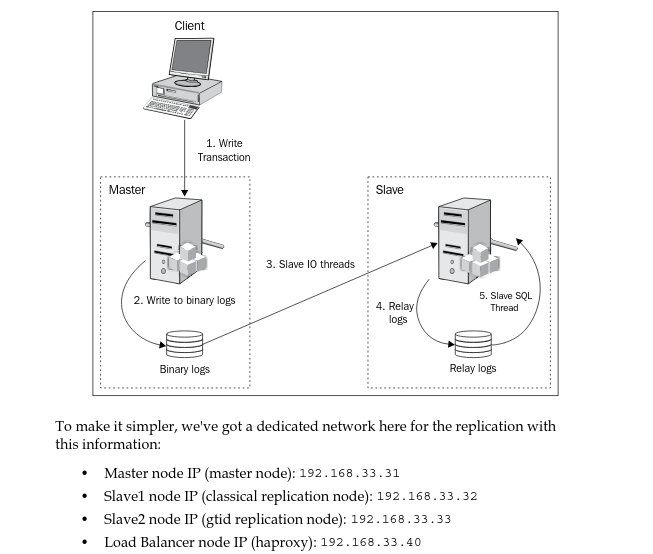 Client
1. Write
Transaction
Master
Slave
3. Slave IO threads
2. Write to binary logs
4. Relay
logs
5. Slave SQL
Thread
Binary logs
Relay logs
To make it simpler, we've got a dedicated network here for the replication with
this information:
• Master node IP (master node): 192.168.33.31
• Slave1 node IP (classical replication node): 192.168.33.32
• Slave2 node IP (gtid replication node): 192.168.33.33
• Load Balancer node IP (haproxy): 192.168.33.40